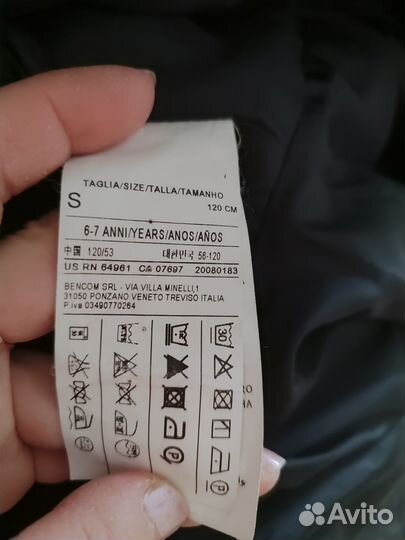 TAGLIA/SIZE/TALLA/TAMANHO
S 120 CM
6-7 ANNI/YEARS/ANOS/AÑOS
中国 120/53 대한민국 56-120
US RN 64961 CA 07697 20080183
BENCOM SRL - VIA VILLA MINELLI,1
31050 PONZANO VENETO TREVISO ITALIA
P.iva 03490770264
30
P
RO
HA
Avito